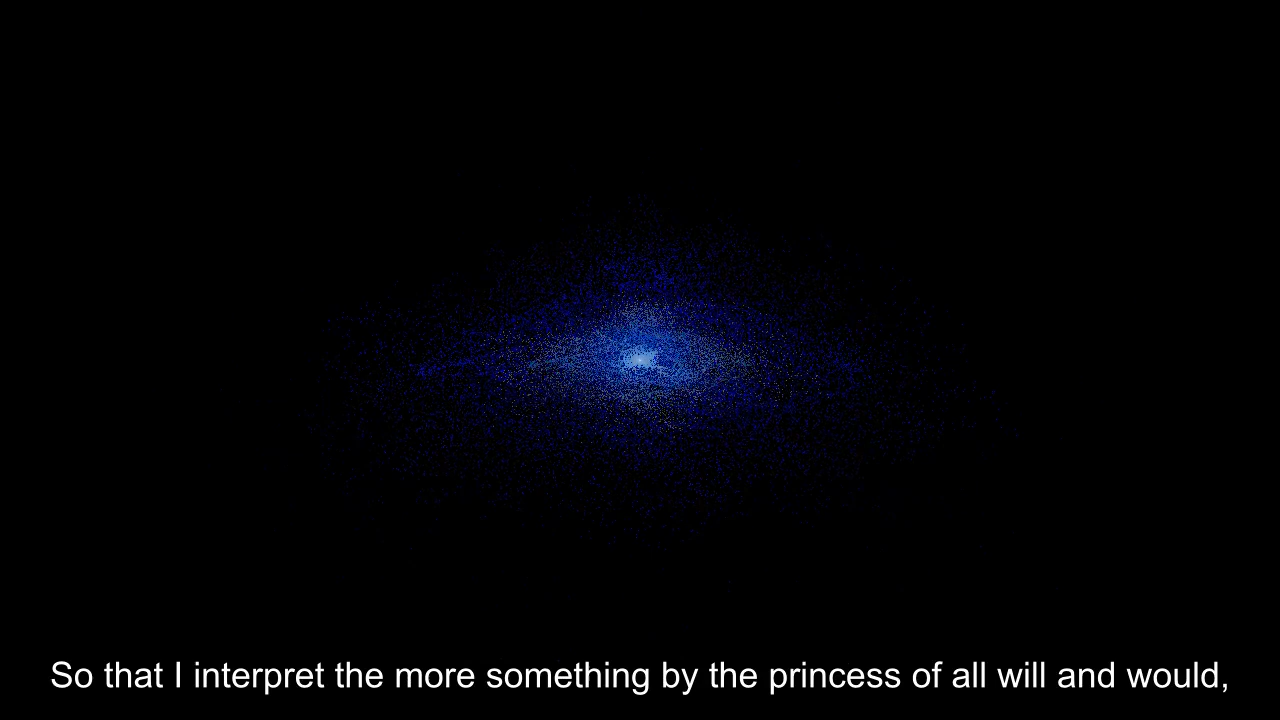 So that I interpret the more something by the princess of all will and would,